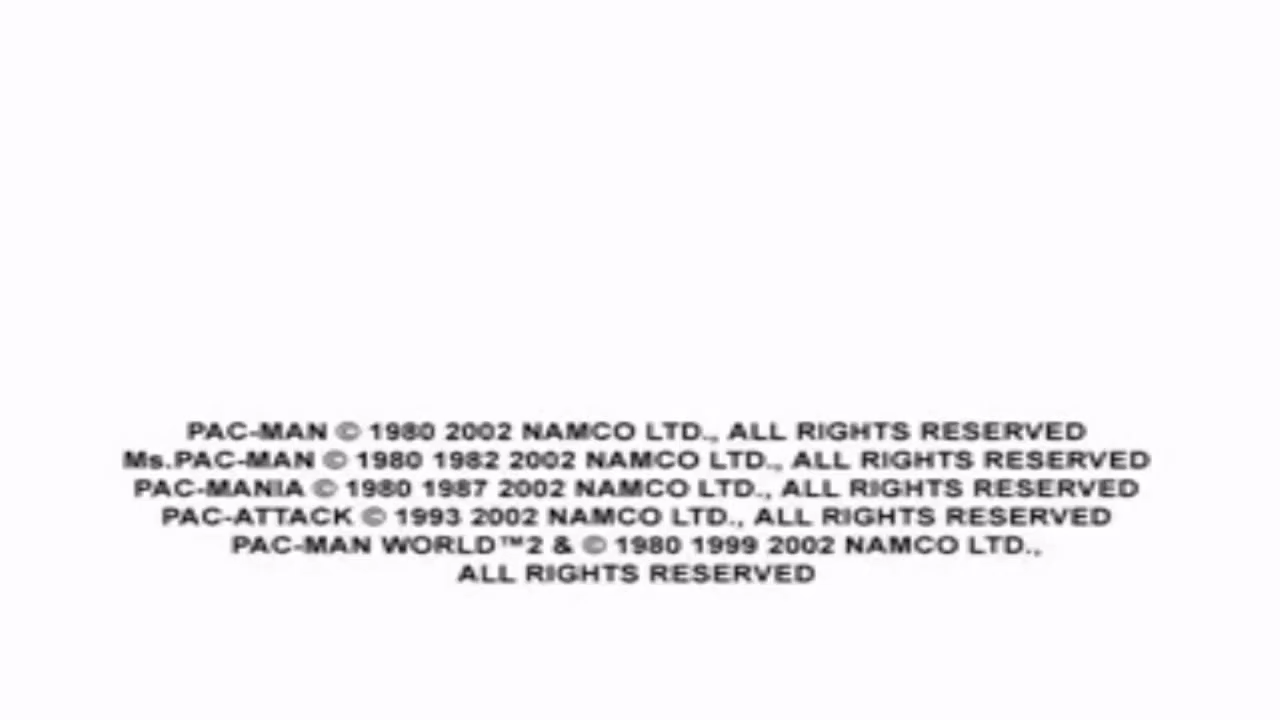 PAC-MAN © 1980 2002 NAMCO LTD., ALL RIGHTS RESERVED
Ms.PAC-MAN © 1980 1982 2002 NAMCO LTD., ALL RIGHTS RESERVED
PAC-MANIA © 1980 1987 2002 NAMCO LTD., ALL RIGHTS RESERVED
PAC-ATTACK © 1993 2002 NAMCO LTD., ALL RIGHTS RESERVED
PAC-MAN WORLD™2 & © 1980 1999 2002 NAMCO LTD.,
ALL RIGHTS RESERVED